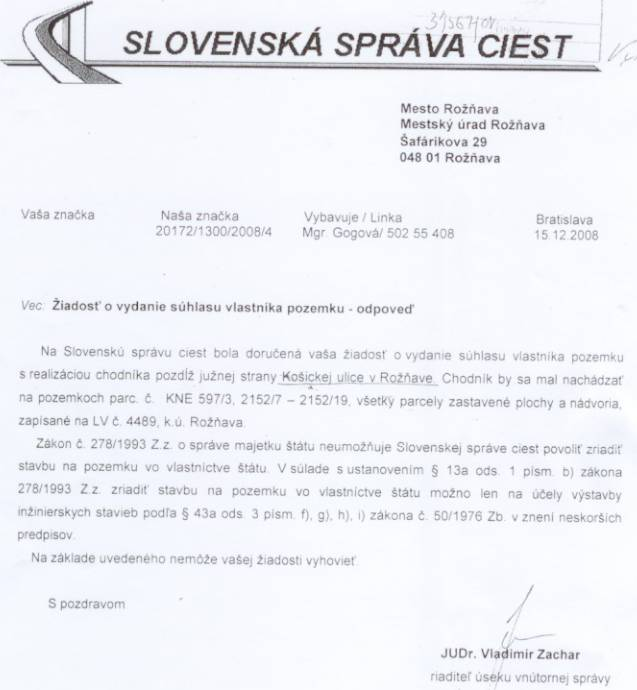 SLOVENSKÁ SPRÁVA CIEST
Mesto Rožňava
Mestský úrad Rožňava
Šafárikova 29
048 01 Rožňava
Vaša značka Naša značka Vybavuje / Linka Bratislava
20172/1300/2008/4 Mgr. Gogová/ 502 55 408 15.12.2008
Vec: Žiadosť o vydanie súhlasu vlastníka pozemku - odpoveď
Na Slovenskú správu ciest bola doručená vaša žiadosť o vydanie súhlasu vlastníka pozemku
s realizáciou chodníka pozdĺž južnej strany Košickej ulice v Rožňave. Chodník by sa mal nachádzať
na pozemkoch parc. č. KNE 597/3, 2152/7 – 2152/19, všetky parcely zastavené plochy a nádvoria,
zapísané na LV č. 4489, k.ú. Rožňava.
Zákon č. 278/1993 Z.z. o správe majetku štátu neumožňuje Slovenskej správe ciest povoliť zriadiť
stavbu na pozemku vo vlastníctve štátu. V súlade s ustanovením § 13a ods. 1 písm. b) zákona
278/1993 Z.z. zriadiť stavbu na pozemku vo vlastníctve štátu možno len na účely výstavby
inžinierskych stavieb podľa § 43a ods. 3 písm. f), g), h), i) zákona č. 50/1976 Zb. v znení neskorších
predpisov.
Na základe uvedeného nemôže vašej žiadosti vyhovieť.
S pozdravom
JUDr. Vladimír Zachar
riaditeľ úseku vnútornej správy